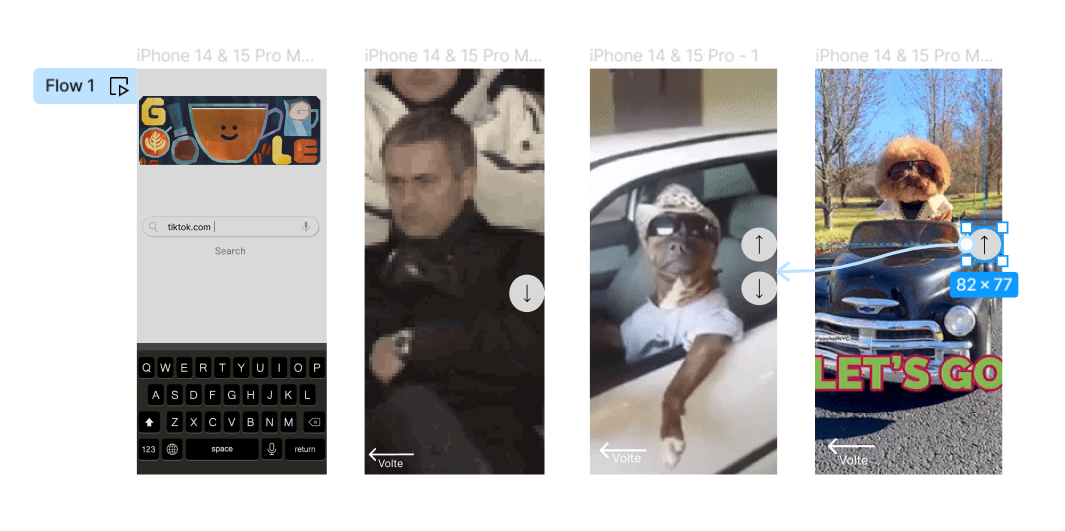 iPhone 14 & 15 Pro M...
iPhone 14 & 15 Pro M...
iPhone 14 & 15 Pro - 1
iPhone 14 & 15 Pro M...
Flow 1
G G
L E
tiktok.com
Search
82 × 77
LET'S GO
Q W E R T Y U I O P
A S D F G H J K L
Z X C V B N M
123 space return
Volte
Volte
Volte